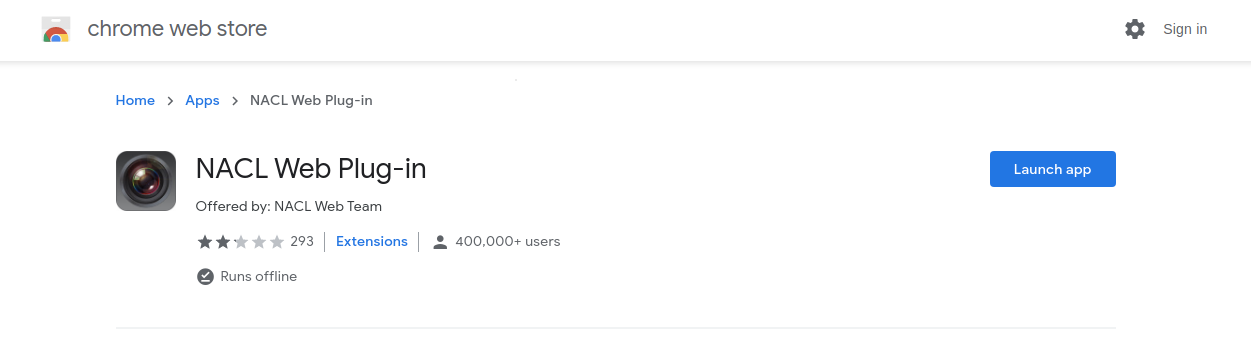 chrome web store
Sign in
Home > Apps > NACL Web Plug-in
NACL Web Plug-in
Launch app
Offered by: NACL Web Team
293 Extensions 400,000+ users
Runs offline